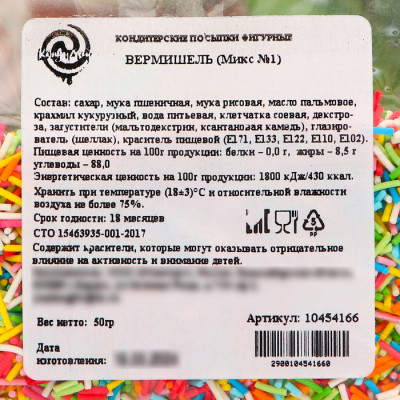 КОНДИТЕРСКИЕ ПОСЫПКИ ФИГУРНЫЕ
ВЕРМИШЕЛЬ (Микс №1)
Состав: сахар, мука пшеничная, мука рисовая, масло пальмовое,
крахмал кукурузный, вода питьевая, клетчатка соевая, декстро-
за, загустители (мальтодекстрин, ксантановая камедь), глазиро-
ватель (шеллак), краситель пищевой (E171, E133, E122, E110, E102).
Пищевая ценность на 100г продукции: белки – 0,0 г, жиры – 8,5 г
углеводы – 88,0
Энергетическая ценность на 100г продукции: 1800 кДж/430 ккал.
Хранить при температуре (18±3)°С и относительной влажности
воздуха не более 75%.
Срок годности: 18 месяцев
СТО 15463935-001-2017
5
PP
Содержит красители, которые могут оказывать отрицательное
влияние на активность и внимание детей.
Вес нетто: 50гр
Артикул: 10454166
Дата
изготовления:
2900104541660